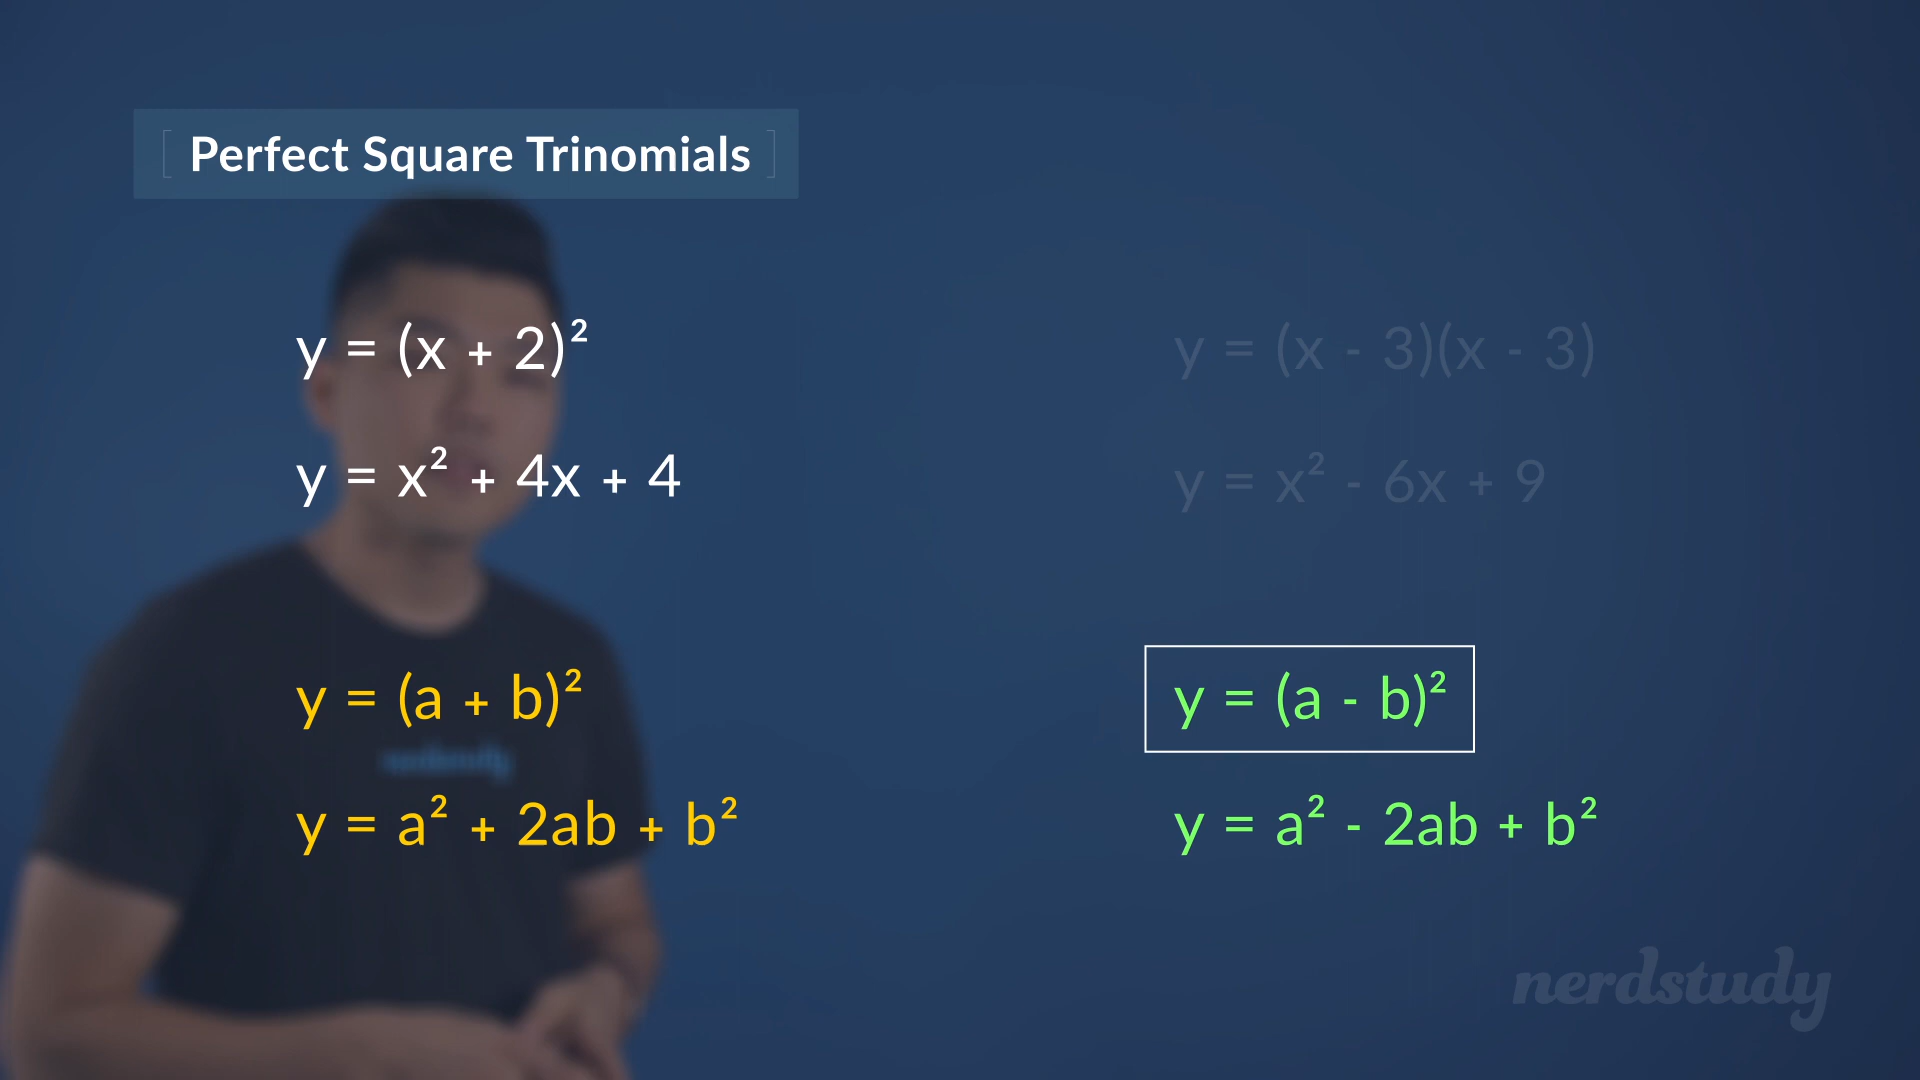 [ Perfect Square Trinomials ]
y = (x + 2)²
y = x² + 4x + 4
y = (x - 3)(x - 3)
y = x² - 6x + 9
y = (a + b)²
y = a² + 2ab + b²
y = (a - b)²
y = a² - 2ab + b²
nerdstudy
nerdstudy